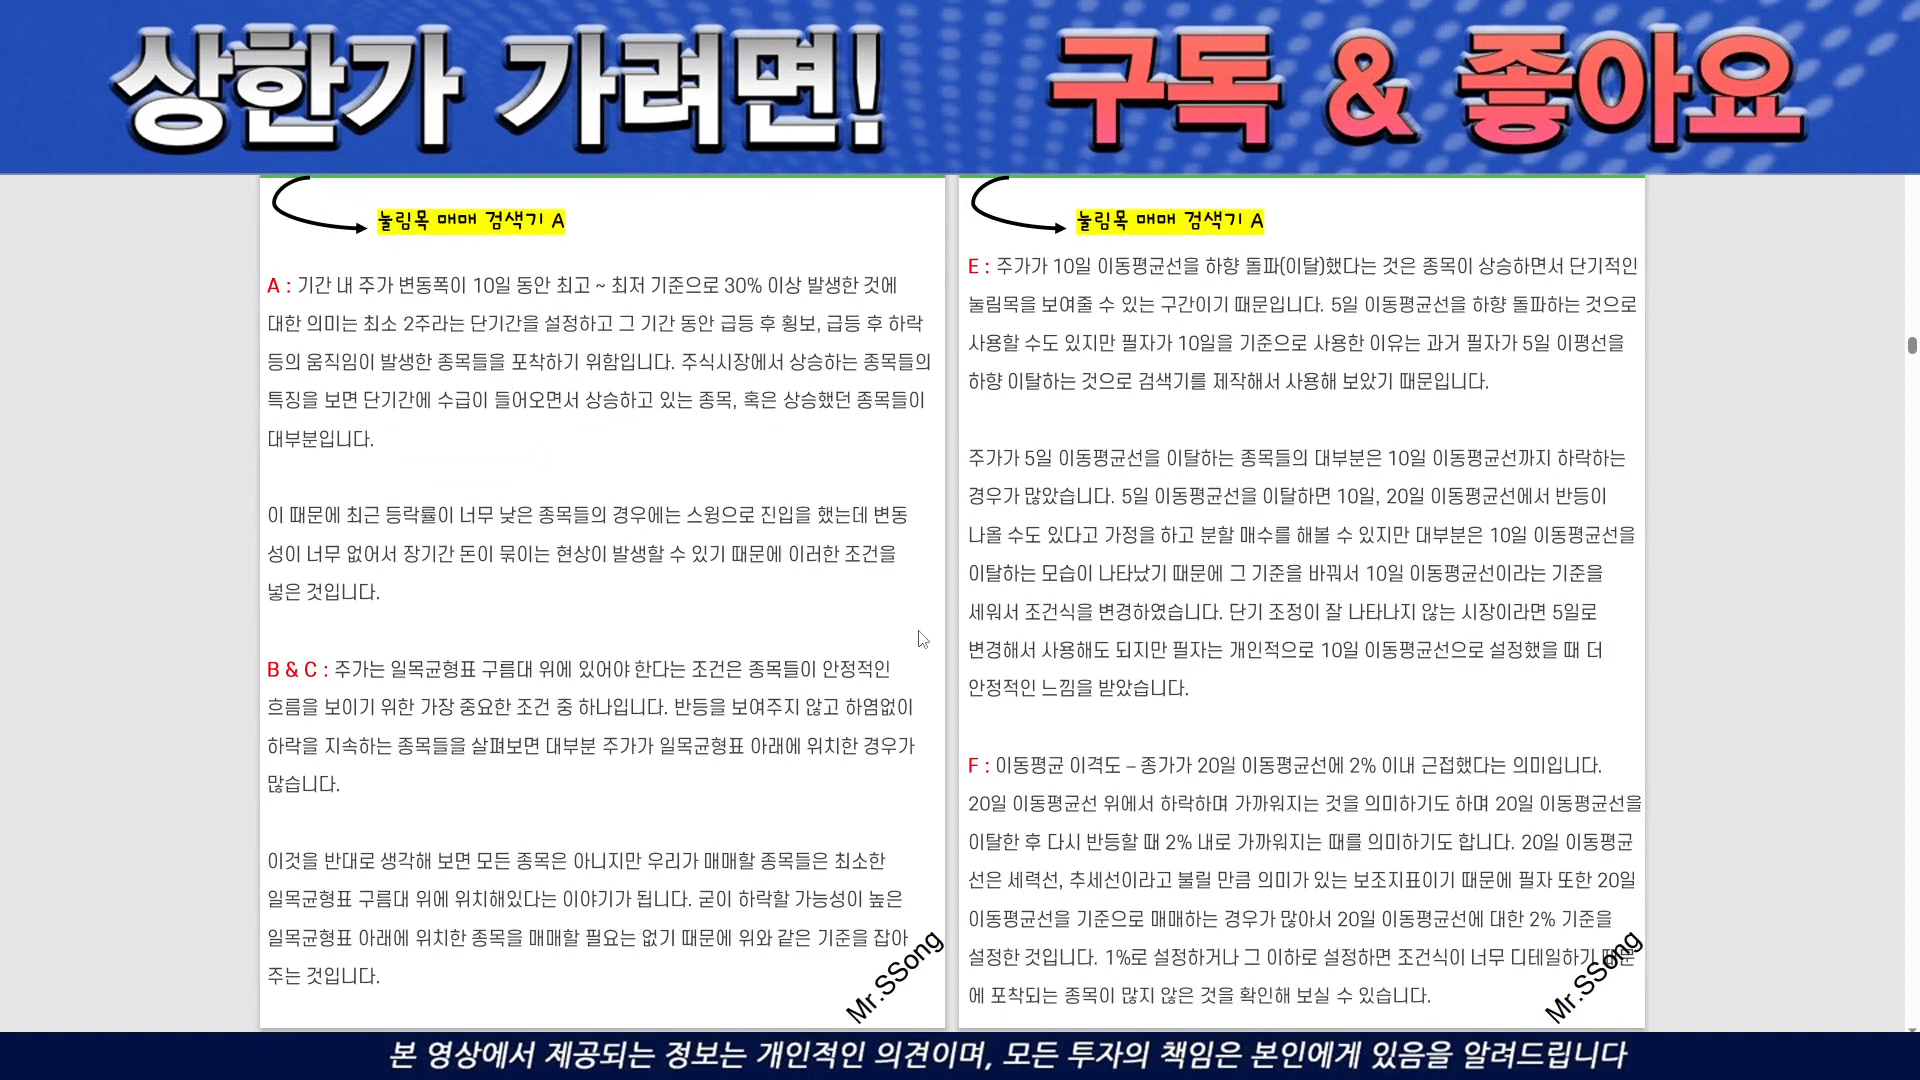 상한가 가려면! 구독 & 좋아요
눌림목 매매 검색기 A
A : 기간 내 주가 변동폭이 10일 동안 최고 ~ 최저 기준으로 30% 이상 발생한 것에
대한 의미는 최소 2주라는 단기간을 설정하고 그 기간 동안 급등 후 횡보, 급등 후 하락
등의 움직임이 발생한 종목들을 포착하기 위함입니다. 주식시장에서 상승하는 종목들의
특징을 보면 단기간에 수급이 들어오면서 상승하고 있는 종목, 혹은 상승했던 종목들이
대부분입니다.
이 때문에 최근 등락률이 너무 낮은 종목들의 경우에는 스윙으로 진입을 했는데 변동
성이 너무 없어서 장기간 돈이 묶이는 현상이 발생할 수 있기 때문에 이러한 조건을
넣은 것입니다.
B & C : 주가는 일목균형표 구름대 위에 있어야 한다는 조건은 종목들이 안정적인
흐름을 보이기 위한 가장 중요한 조건 중 하나입니다. 반등을 보여주지 않고 하염없이
하락을 지속하는 종목들을 살펴보면 대부분 주가가 일목균형표 아래에 위치한 경우가
많습니다.
이것을 반대로 생각해 보면 모든 종목은 아니지만 우리가 매매할 종목들은 최소한
일목균형표 구름대 위에 위치해있다는 이야기가 됩니다. 굳이 하락할 가능성이 높은
일목균형표 아래에 위치한 종목을 매매할 필요는 없기 때문에 위와 같은 기준을 잡아
주는 것입니다.
Mr.SSong
눌림목 매매 검색기 A
E : 주가가 10일 이동평균선을 하향 돌파(이탈)했다는 것은 종목이 상승하면서 단기적인
눌림목을 보여줄 수 있는 구간이기 때문입니다. 5일 이동평균선을 하향 돌파하는 것으로
사용할 수도 있지만 필자가 10일을 기준으로 사용한 이유는 과거 필자가 5일 이평선을
하향 이탈하는 것으로 검색기를 제작해서 사용해 보았기 때문입니다.
주가가 5일 이동평균선을 이탈하는 종목들의 대부분은 10일 이동평균선까지 하락하는
경우가 많았습니다. 5일 이동평균선을 이탈하면 10일, 20일 이동평균선에서 반등이
나올 수도 있다고 가정을 하고 분할 매수를 해볼 수 있지만 대부분은 10일 이동평균선을
이탈하는 모습이 나타났기 때문에 그 기준을 바꿔서 10일 이동평균선이라는 기준을
세워서 조건식을 변경하였습니다. 단기 조정이 잘 나타나지 않는 시장이라면 5일로
변경해서 사용해도 되지만 필자는 개인적으로 10일 이동평균선으로 설정했을 때 더
안정적인 느낌을 받았습니다.
F : 이동평균 이격도 – 종가가 20일 이동평균선에 2% 이내 근접했다는 의미입니다.
20일 이동평균선 위에서 하락하며 가까워지는 것을 의미하기도 하며 20일 이동평균선을
이탈한 후 다시 반등할 때 2% 내로 가까워지는 때를 의미하기도 합니다. 20일 이동평균
선은 세력선, 추세선이라고 불릴 만큼 의미가 있는 보조지표이기 때문에 필자 또한 20일
이동평균선을 기준으로 매매하는 경우가 많아서 20일 이동평균선에 대한 2% 기준을
설정한 것입니다. 1%로 설정하거나 그 이하로 설정하면 조건식이 너무 디테일하기 때문
에 포착되는 종목이 많지 않은 것을 확인해 보실 수 있습니다.
Mr.SSong
본 영상에서 제공되는 정보는 개인적인 의견이며, 모든 투자의 책임은 본인에게 있음을 알려드립니다